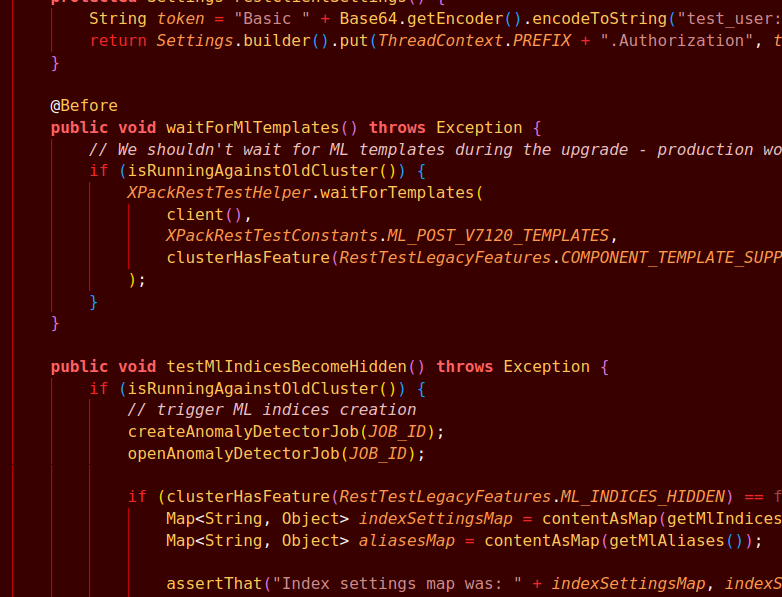 String token = "Basic " + Base64.getEncoder().encodeToString("test_user:
return Settings.builder().put(ThreadContext.PREFIX + ".Authorization", t
}
@Before
public void waitForMlTemplates() throws Exception {
// We shouldn't wait for ML templates during the upgrade - production wo
if (isRunningAgainstOldCluster()) {
XPackRestTestHelper.waitForTemplates(
client(),
XPackRestTestConstants.ML_POST_V7120_TEMPLATES,
clusterHasFeature(RestTestLegacyFeatures.COMPONENT_TEMPLATE_SUPP
);
}
}
public void testMlIndicesBecomeHidden() throws Exception {
if (isRunningAgainstOldCluster()) {
// trigger ML indices creation
createAnomalyDetectorJob(JOB_ID);
openAnomalyDetectorJob(JOB_ID);
if (clusterHasFeature(RestTestLegacyFeatures.ML_INDICES_HIDDEN) == f
Map<String, Object> indexSettingsMap = contentAsMap(getMlIndices
Map<String, Object> aliasesMap = contentAsMap(getMlAliases());
assertThat("Index settings map was: " + indexSettingsMap, indexS